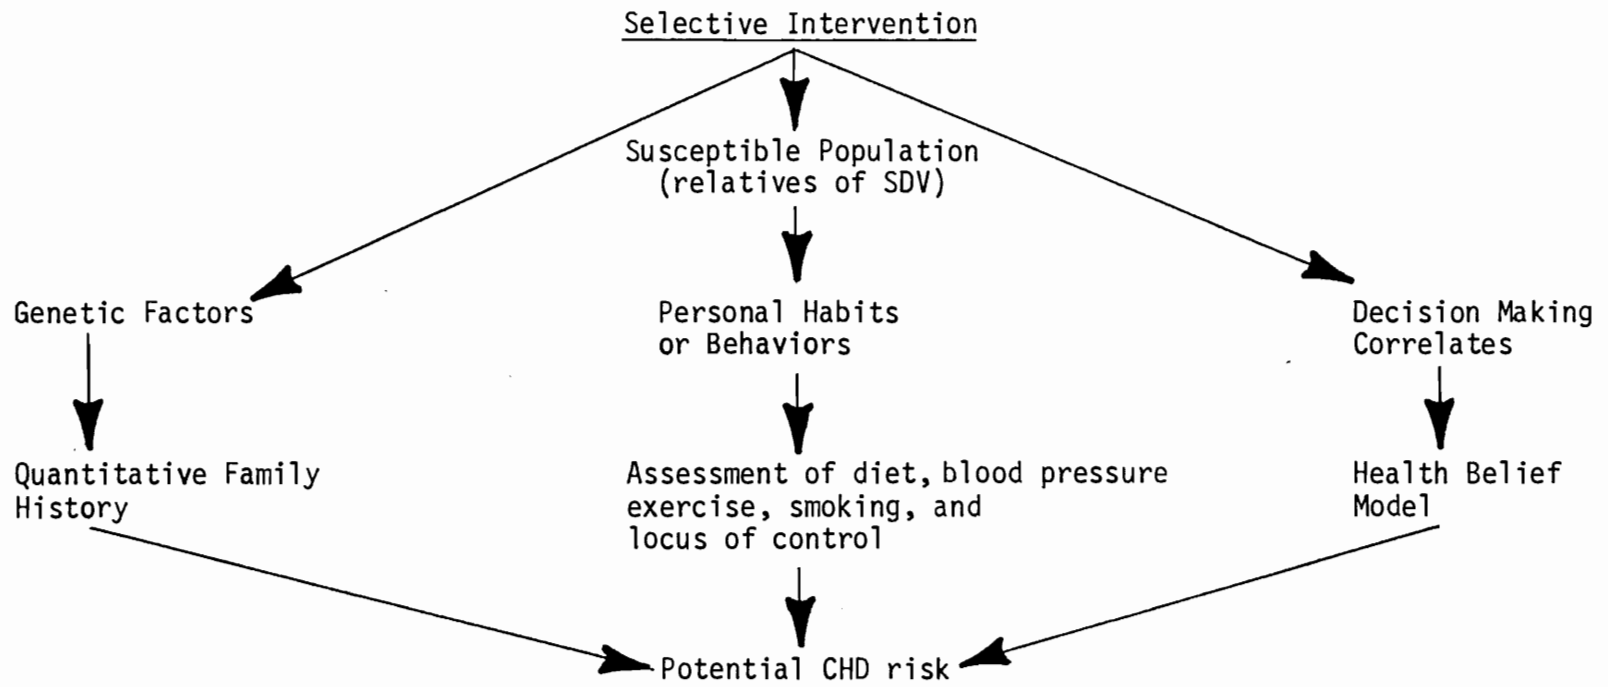 Selective Intervention
Susceptible Population
(relatives of SDV)
Genetic Factors
Personal Habits
or Behaviors
Decision Making
Correlates
Quantitative Family
History
Assessment of diet, blood pressure
exercise, smoking, and
locus of control
Health Belief
Model
Potential CHD risk